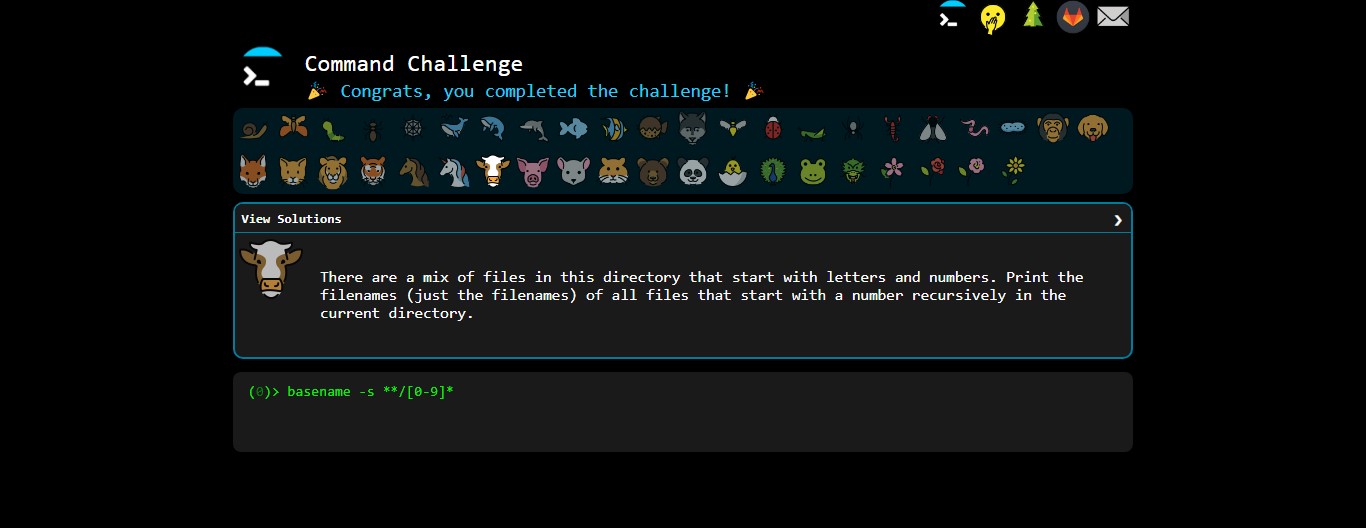 Command Challenge
🎉 Congrats, you completed the challenge! 🎉
View Solutions
There are a mix of files in this directory that start with letters and numbers. Print the
filenames (just the filenames) of all files that start with a number recursively in the
current directory.
(0)> basename -s **/[0-9]*